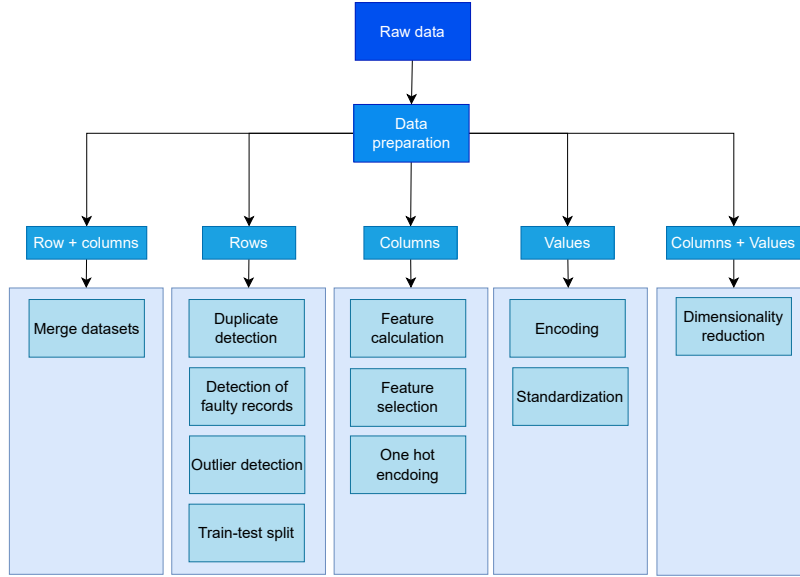 Raw data
Data
preparation
Row + columns
Rows
Columns
Values
Columns + Values
Merge datasets
Duplicate
detection
Detection of
faulty records
Outlier detection
Train-test split
Feature
calculation
Feature
selection
One hot
encdoing
Encoding
Standardization
Dimensionality
reduction